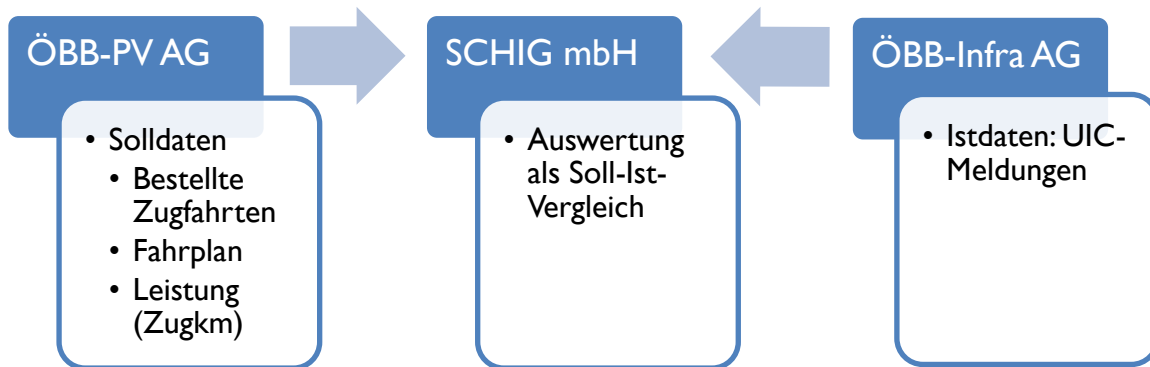 ÖBB-PV AG
• Solldaten
• Bestellte
Zugfahrten
• Fahrplan
• Leistung
(Zugkm)
SCHIG mbH
• Auswertung
als Soll-Ist-
Vergleich
ÖBB-Infra AG
• Istdaten: UIC-
Meldungen